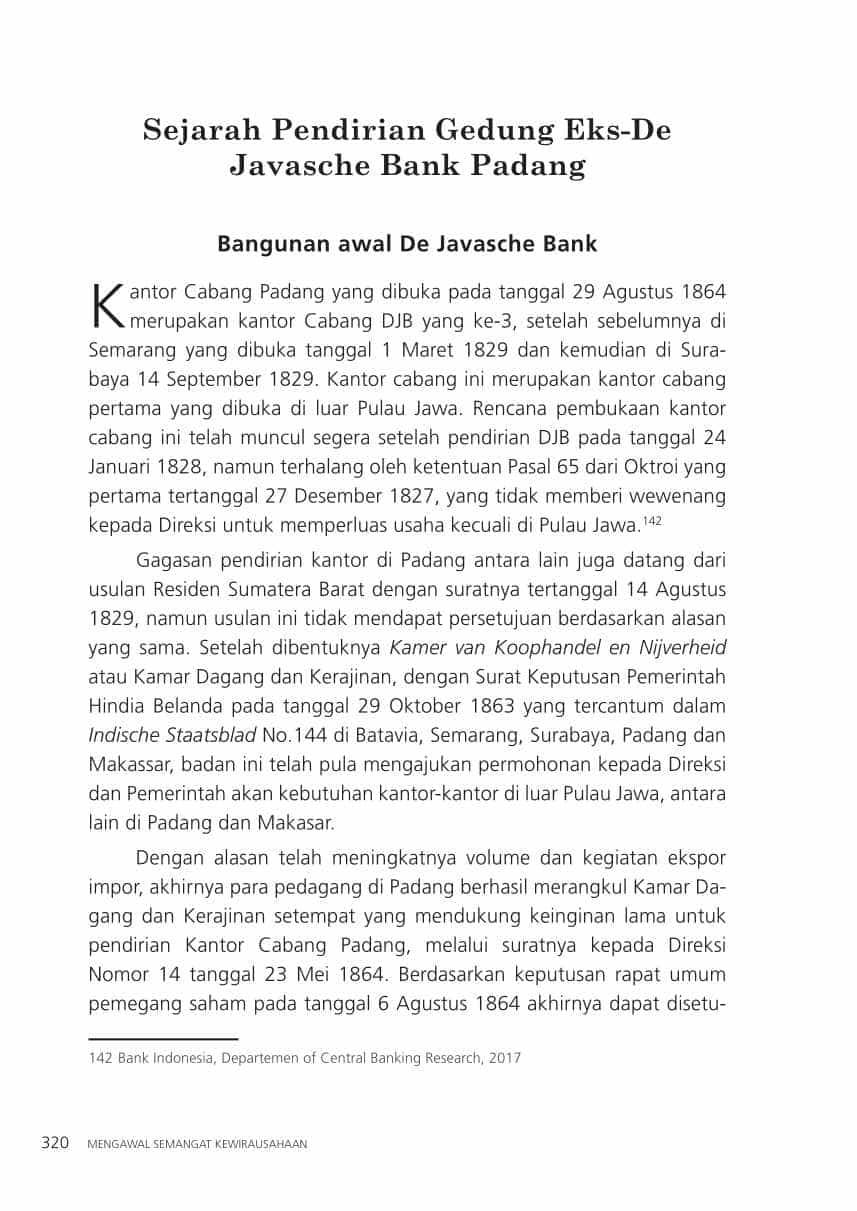 Sejarah Pendirian Gedung Eks-De
Javasche Bank Padang
Bangunan awal De Javasche Bank
Kantor Cabang Padang yang dibuka pada tanggal 29 Agustus 1864
merupakan kantor Cabang DJB yang ke-3, setelah sebelumnya di
Semarang yang dibuka tanggal 1 Maret 1829 dan kemudian di Sura-
baya 14 September 1829. Kantor cabang ini merupakan kantor cabang
pertama yang dibuka di luar Pulau Jawa. Rencana pembukaan kantor
cabang ini telah muncul segera setelah pendirian DJB pada tanggal 24
Januari 1828, namun terhalang oleh ketentuan Pasal 65 dari Oktroi yang
pertama tertanggal 27 Desember 1827, yang tidak memberi wewenang
kepada Direksi untuk memperluas usaha kecuali di Pulau Jawa.142
Gagasan pendirian kantor di Padang antara lain juga datang dari
usulan Residen Sumatera Barat dengan suratnya tertanggal 14 Agustus
1829, namun usulan ini tidak mendapat persetujuan berdasarkan alasan
yang sama. Setelah dibentuknya Kamer van Koophandel en Nijverheid
atau Kamar Dagang dan Kerajinan, dengan Surat Keputusan Pemerintah
Hindia Belanda pada tanggal 29 Oktober 1863 yang tercantum dalam
Indische Staatsblad No.144 di Batavia, Semarang, Surabaya, Padang dan
Makassar, badan ini telah pula mengajukan permohonan kepada Direksi
dan Pemerintah akan kebutuhan kantor-kantor di luar Pulau Jawa, antara
lain di Padang dan Makasar.
Dengan alasan telah meningkatnya volume dan kegiatan ekspor
impor, akhirnya para pedagang di Padang berhasil merangkul Kamar Da-
gang dan Kerajinan setempat yang mendukung keinginan lama untuk
pendirian Kantor Cabang Padang, melalui suratnya kepada Direksi
Nomor 14 tanggal 23 Mei 1864. Berdasarkan keputusan rapat umum
pemegang saham pada tanggal 6 Agustus 1864 akhirnya dapat disetu-
142 Bank Indonesia, Departemen of Central Banking Research, 2017
320 MENGAWAL SEMANGAT KEWIRAUSAHAAN